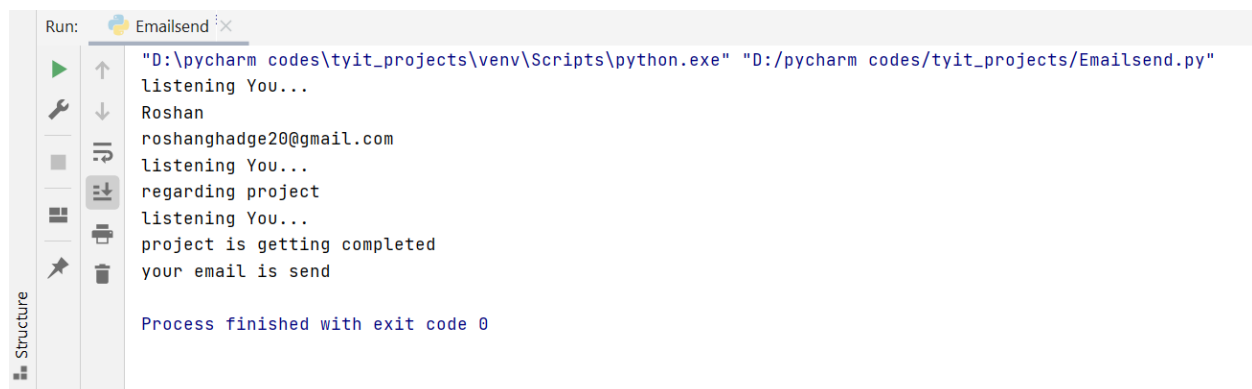 Run: Emailsend
"D:\pycharm codes\tyit_projects\venv\Scripts\python.exe" "D:/pycharm codes/tyit_projects/Emailsend.py"
listening You...
Roshan
roshanghadge20@gmail.com
listening You...
regarding project
listening You...
project is getting completed
your email is send
Process finished with exit code 0
Structure